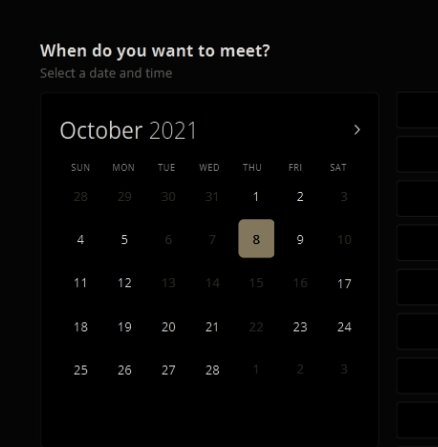 When do you want to meet?
Select a date and time
October 2021
SUN MON TUE WED THU FRI SAT
28 29 30 31 1 2 3
4 5 6 7 8 9 10
11 12 13 14 15 16 17
18 19 20 21 22 23 24
25 26 27 28 1 2 3